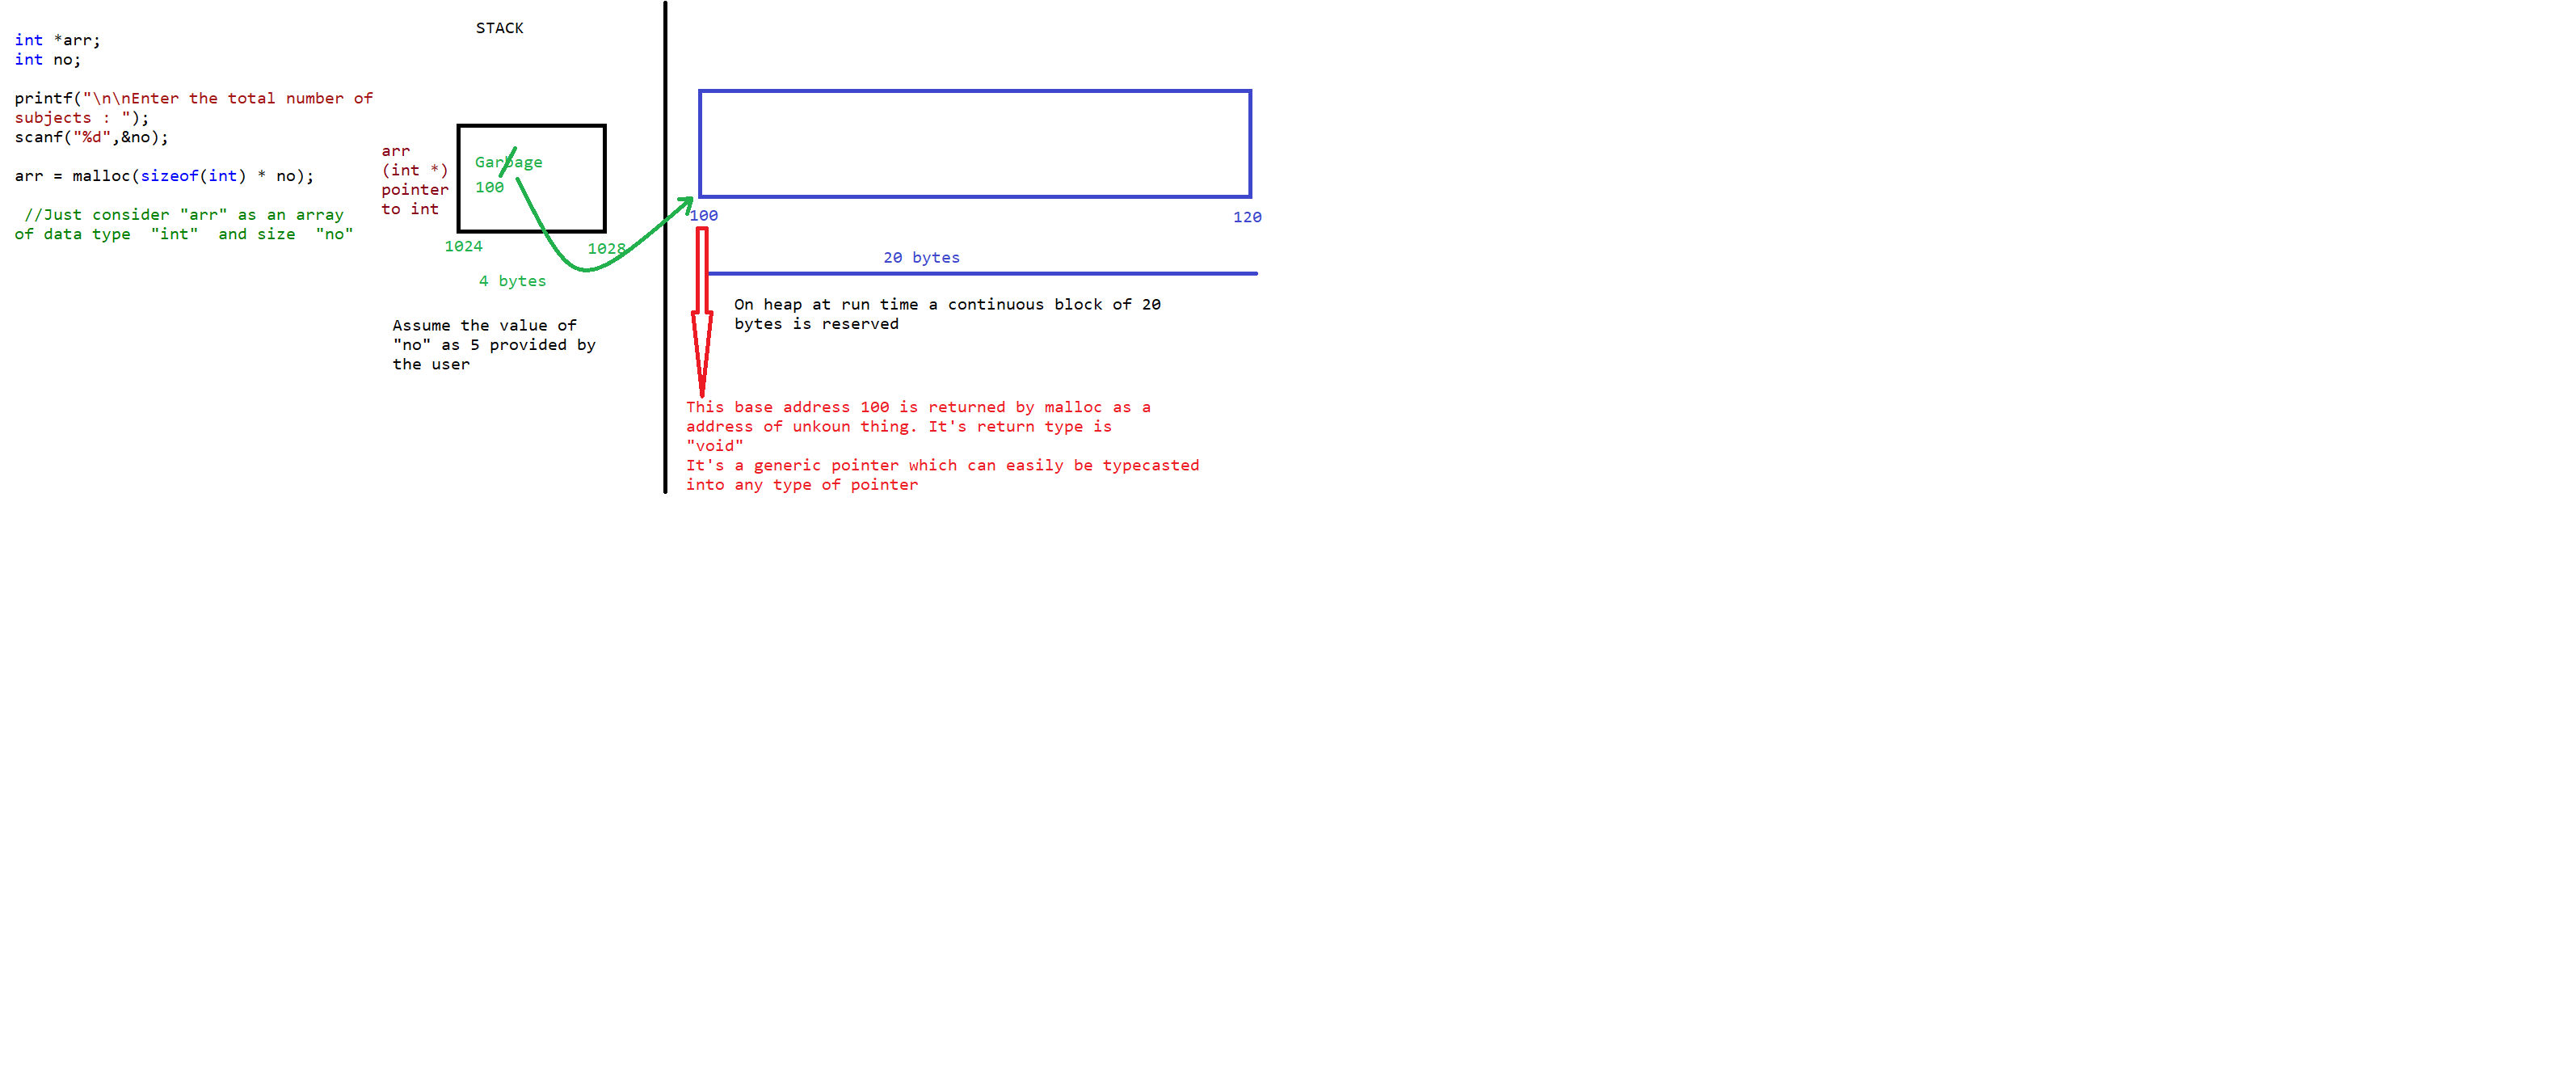 int *arr;
int no;
printf("\n\nEnter the total number of
subjects : ");
scanf("%d",&no);
arr = malloc(sizeof(int) * no);
//Just consider "arr" as an array
of data type  "int"  and size  "no"
STACK
arr
(int *)
pointer
to int
Garbage
100
1024
1028
4 bytes
Assume the value of
"no" as 5 provided by
the user
100
120
20 bytes
On heap at run time a continuous block of 20
bytes is reserved
This base address 100 is returned by malloc as a
address of unkoun thing. It's return type is
"void"
It's a generic pointer which can easily be typecasted
into any type of pointer